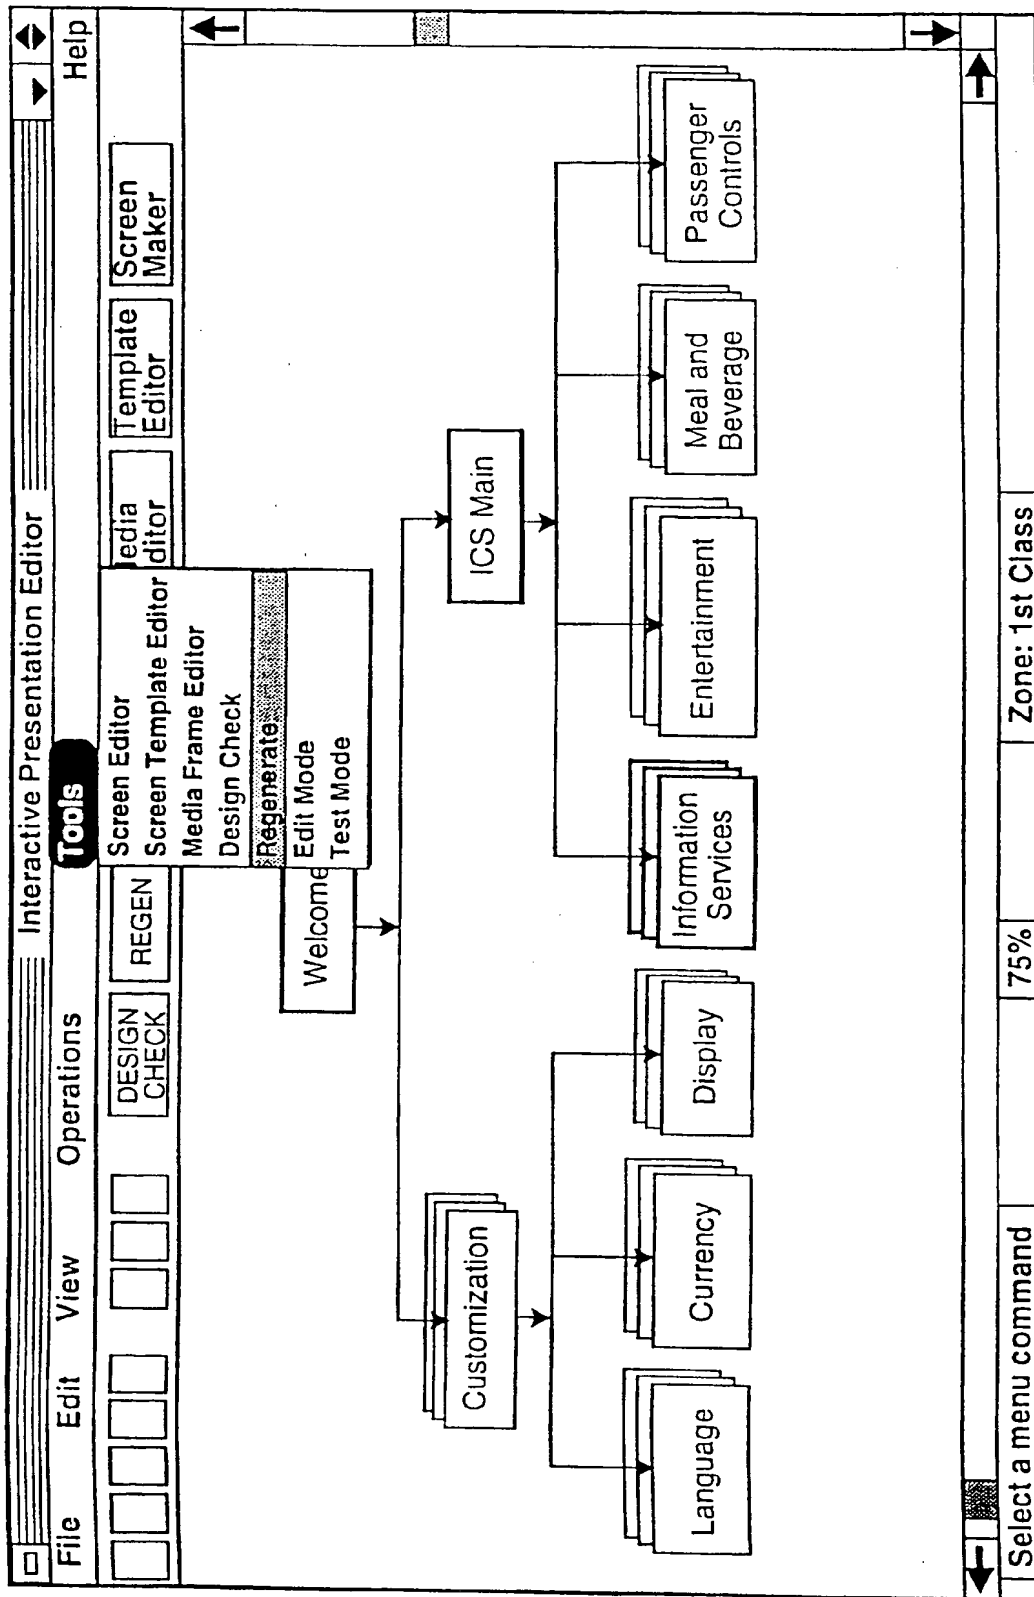 Interactive Presentation Editor
File Edit View Operations Tools Help
DESIGN
CHECK
REGEN
edia
ditor
Template
Editor
Screen
Maker
Screen Editor
Screen Template Editor
Media Frame Editor
Design Check
Regenerate
Edit Mode
Test Mode
Welcome
Customization
ICS Main
Language
Currency
Display
Information
Services
Entertainment
Meal and
Beverage
Passenger
Controls
Select a menu command
75%
Zone: 1st Class